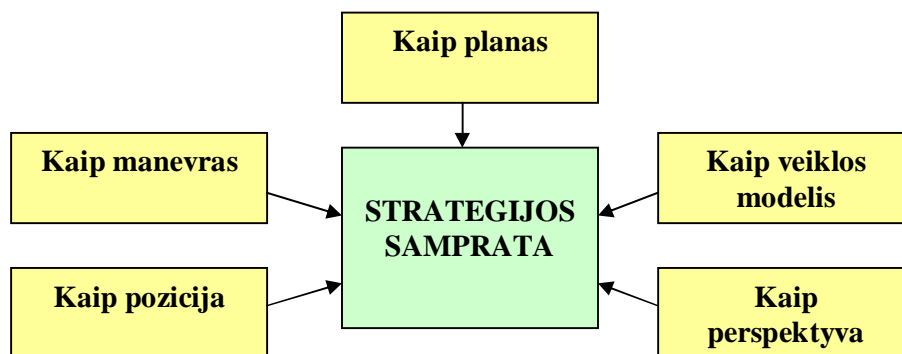 Kaip planas
Kaip manevras
Kaip veiklos
modelis
STRATEGIJOS
SAMPRATA
Kaip pozicija
Kaip
perspektyva